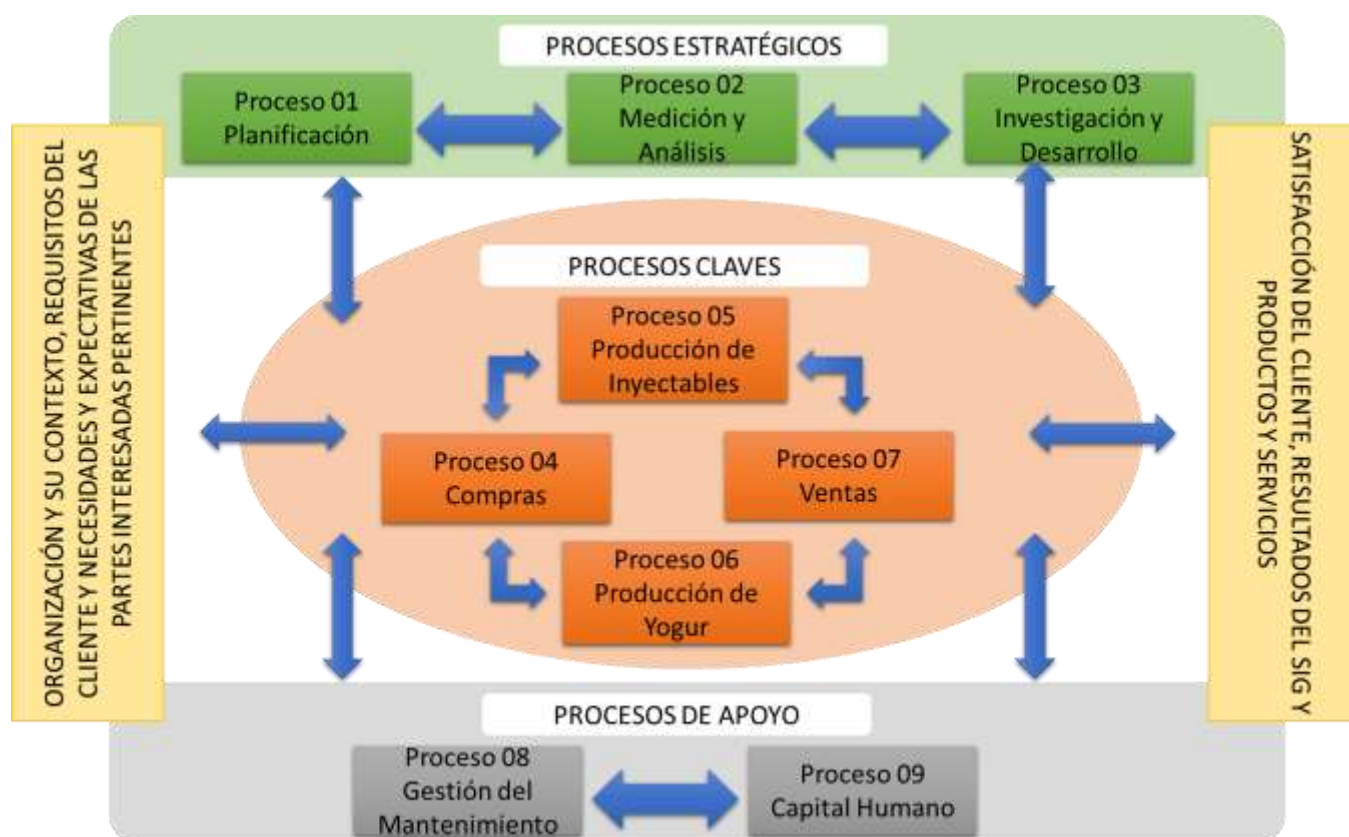 PROCESOS ESTRATÉGICOS
Proceso 01
Planificación
Proceso 02
Medición y
Análisis
Proceso 03
Investigación y
Desarrollo
ORGANIZACIÓN Y SU CONTEXTO, REQUISITOS DEL
CLIENTE Y NECESIDADES Y EXPECTATIVAS DE LAS
PARTES INTERESADAS PERTINENTES
PROCESOS CLAVES
Proceso 05
Producción de
Inyectables
Proceso 04
Compras
Proceso 07
Ventas
Proceso 06
Producción de
Yogur
SATISFACCIÓN DEL CLIENTE, RESULTADOS DEL SIG Y
PRODUCTOS Y SERVICIOS
PROCESOS DE APOYO
Proceso 08
Gestión del
Mantenimiento
Proceso 09
Capital Humano